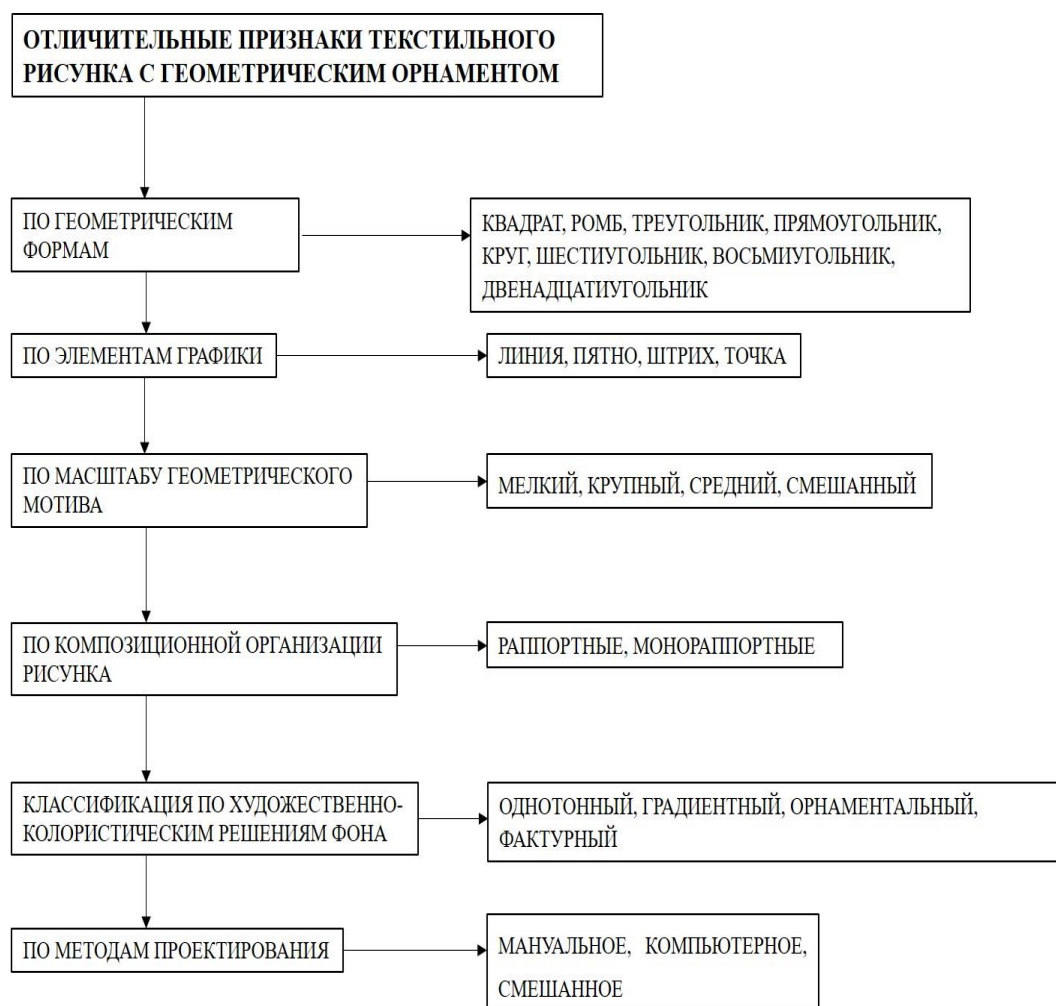 ОТЛИЧИТЕЛЬНЫЕ ПРИЗНАКИ ТЕКСТИЛЬНОГО
РИСУНКА С ГЕОМЕТРИЧЕСКИМ ОРНАМЕНТОМ
ПО ГЕОМЕТРИЧЕСКИМ
ФОРМАМ
КВАДРАТ, РОМБ, ТРЕУГОЛЬНИК, ПРЯМОУГОЛЬНИК,
КРУГ, ШЕСТИУГОЛЬНИК, ВОСЬМИУГОЛЬНИК,
ДВЕНАДЦАТИУГОЛЬНИК
ПО ЭЛЕМЕНТАМ ГРАФИКИ
ЛИНИЯ, ПЯТНО, ШТРИХ, ТОЧКА
ПО МАСШТАБУ ГЕОМЕТРИЧЕСКОГО
МОТИВА
МЕЛКИЙ, КРУПНЫЙ, СРЕДНИЙ, СМЕШАННЫЙ
ПО КОМПОЗИЦИОННОЙ ОРГАНИЗАЦИИ
РИСУНКА
РАППОРТНЫЕ, МОНОРАППОРТНЫЕ
КЛАССИФИКАЦИЯ ПО ХУДОЖЕСТВЕННО-
КОЛОРИСТИЧЕСКИМ РЕШЕНИЯМ ФОНА
ОДНОТОННЫЙ, ГРАДИЕНТНЫЙ, ОРНАМЕНТАЛЬНЫЙ,
ФАКТУРНЫЙ
ПО МЕТОДАМ ПРОЕКТИРОВАНИЯ
МАНУАЛЬНОЕ, КОМПЬЮТЕРНОЕ,
СМЕШАННОЕ